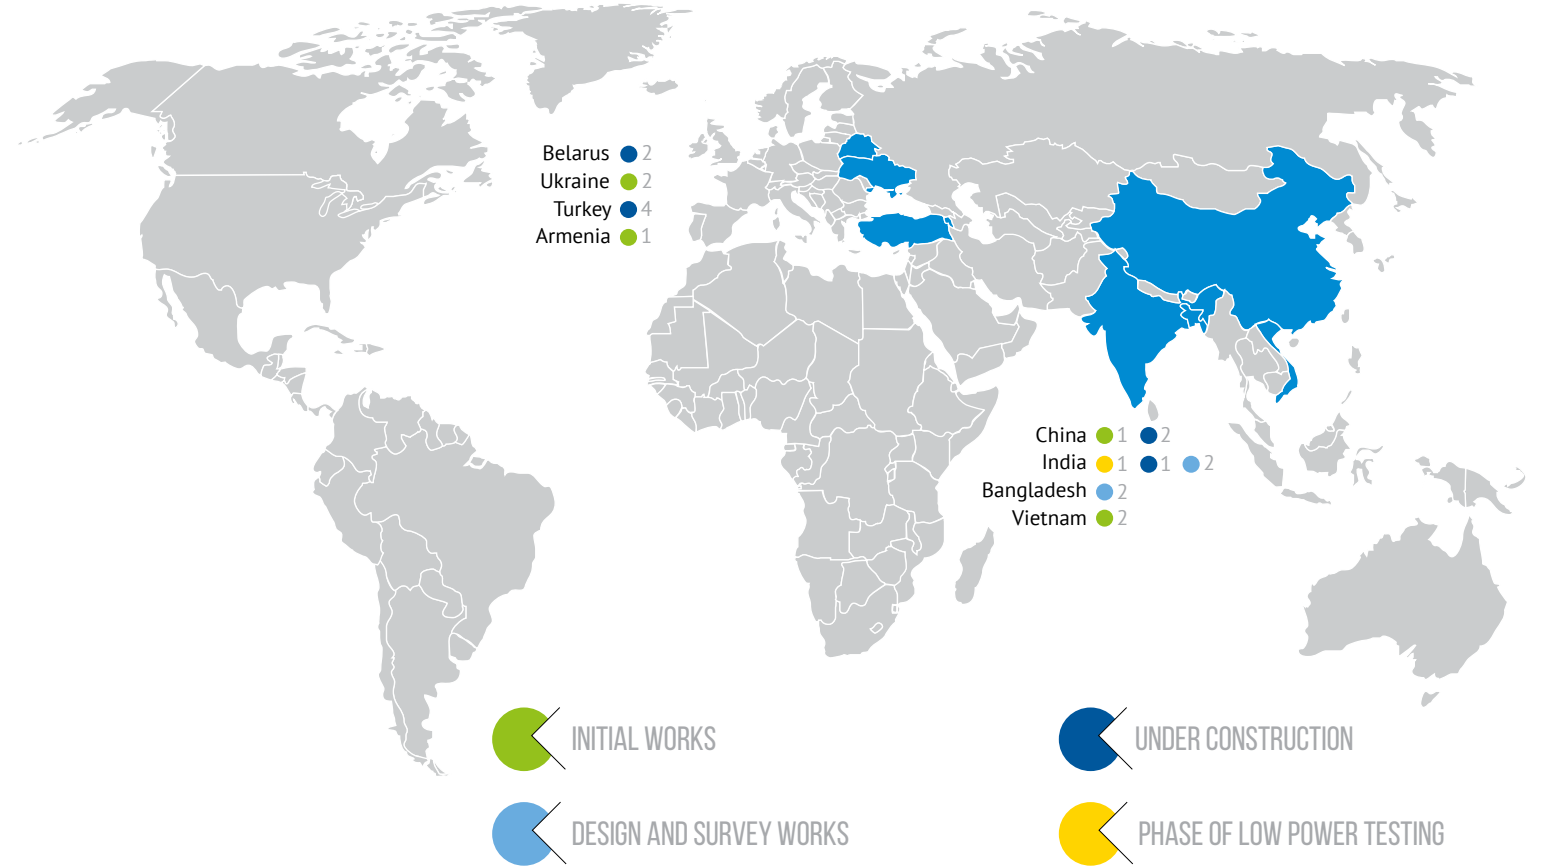 Belarus 2
Ukraine 2
Turkey 4
Armenia 1
China 1 2
India 1 1 2
Bangladesh 2
Vietnam 2
INITIAL WORKS
UNDER CONSTRUCTION
DESIGN AND SURVEY WORKS
PHASE OF LOW POWER TESTING